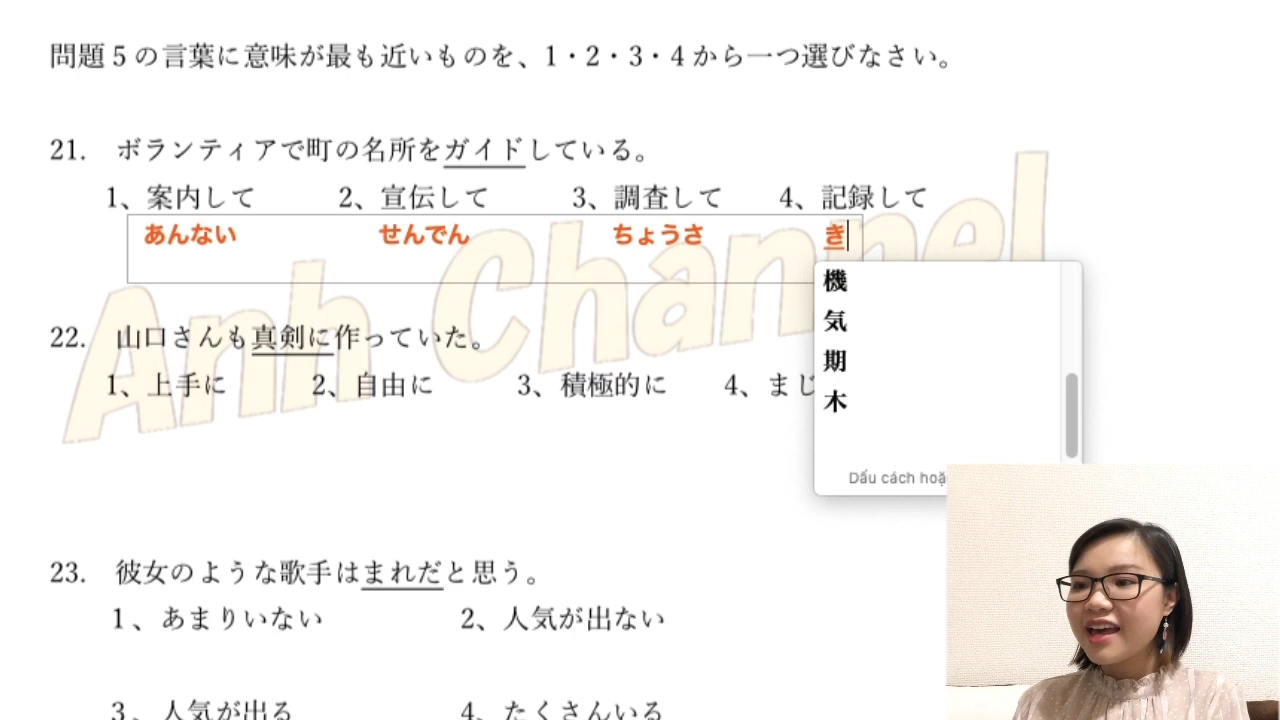 問題5の言葉に意味が最も近いものを、1・2・3・4から一つ選びなさい。
21. ボランティアで町の名所をガイドしている。
1、案内して 2、宣伝して 3、調査して 4、記録して
あんない せんでん ちょうさ き
機
気
期
木
22. 山口さんも真剣に作っていた。
1、上手に 2、自由に 3、積極的に 4、まじ
Dấu cách hoặ
Anh Channel
23. 彼女のような歌手はまれだと思う。
1、あまりいない 2、人気が出ない
3、人気が出る 4、たくさんいる